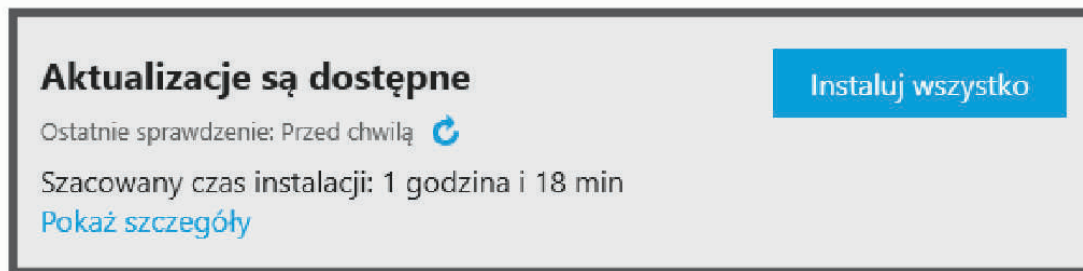 Aktualizacje są dostępne
Instaluj wszystko
Ostatnie sprawdzenie: Przed chwilą
Szacowany czas instalacji: 1 godzina i 18 min
Pokaż szczegóły